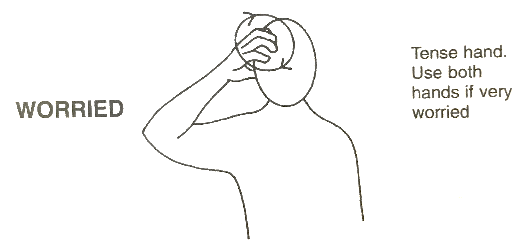 WORRIED
Tense hand.
Use both
hands if very
worried